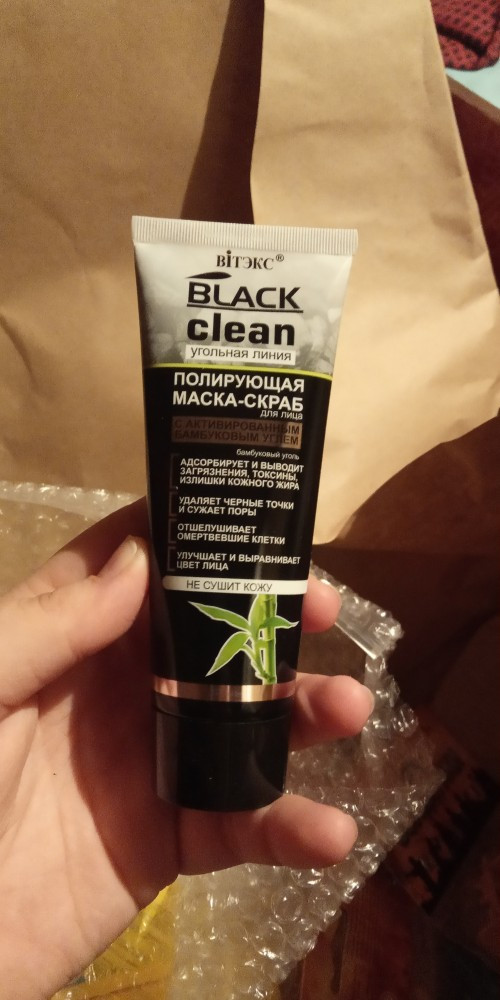 ВІТЭКС®
BLACK
clean
угольная линия
ПОЛИРУЮЩАЯ
МАСКА-СКРАБ
для лица
С АКТИВИРОВАННЫМ
БАМБУКОВЫМ УГЛЕМ
бамбуковый уголь
АДСОРБИРУЕТ И ВЫВОДИТ
ЗАГРЯЗНЕНИЯ, ТОКСИНЫ,
ИЗЛИШКИ КОЖНОГО ЖИРА
УДАЛЯЕТ ЧЕРНЫЕ ТОЧКИ
И СУЖАЕТ ПОРЫ
ОТШЕЛУШИВАЕТ
ОМЕРТВЕВШИЕ КЛЕТКИ
УЛУЧШАЕТ И ВЫРАВНИВАЕТ
ЦВЕТ ЛИЦА
НЕ СУШИТ КОЖУ